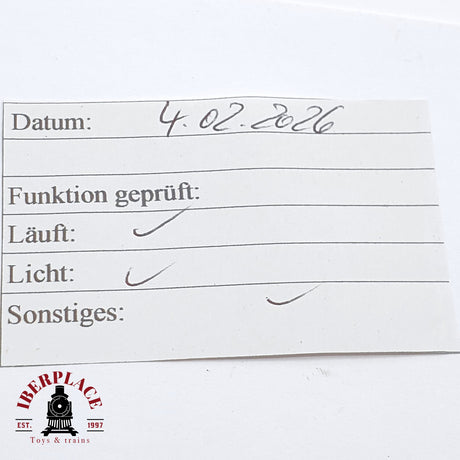 Datum: 4.02.2026
Funktion geprüft:
Läuft: ✓
Licht: ✓
Sonstiges: ✓
IBERPLACE
EST. 1997
Toys & trains